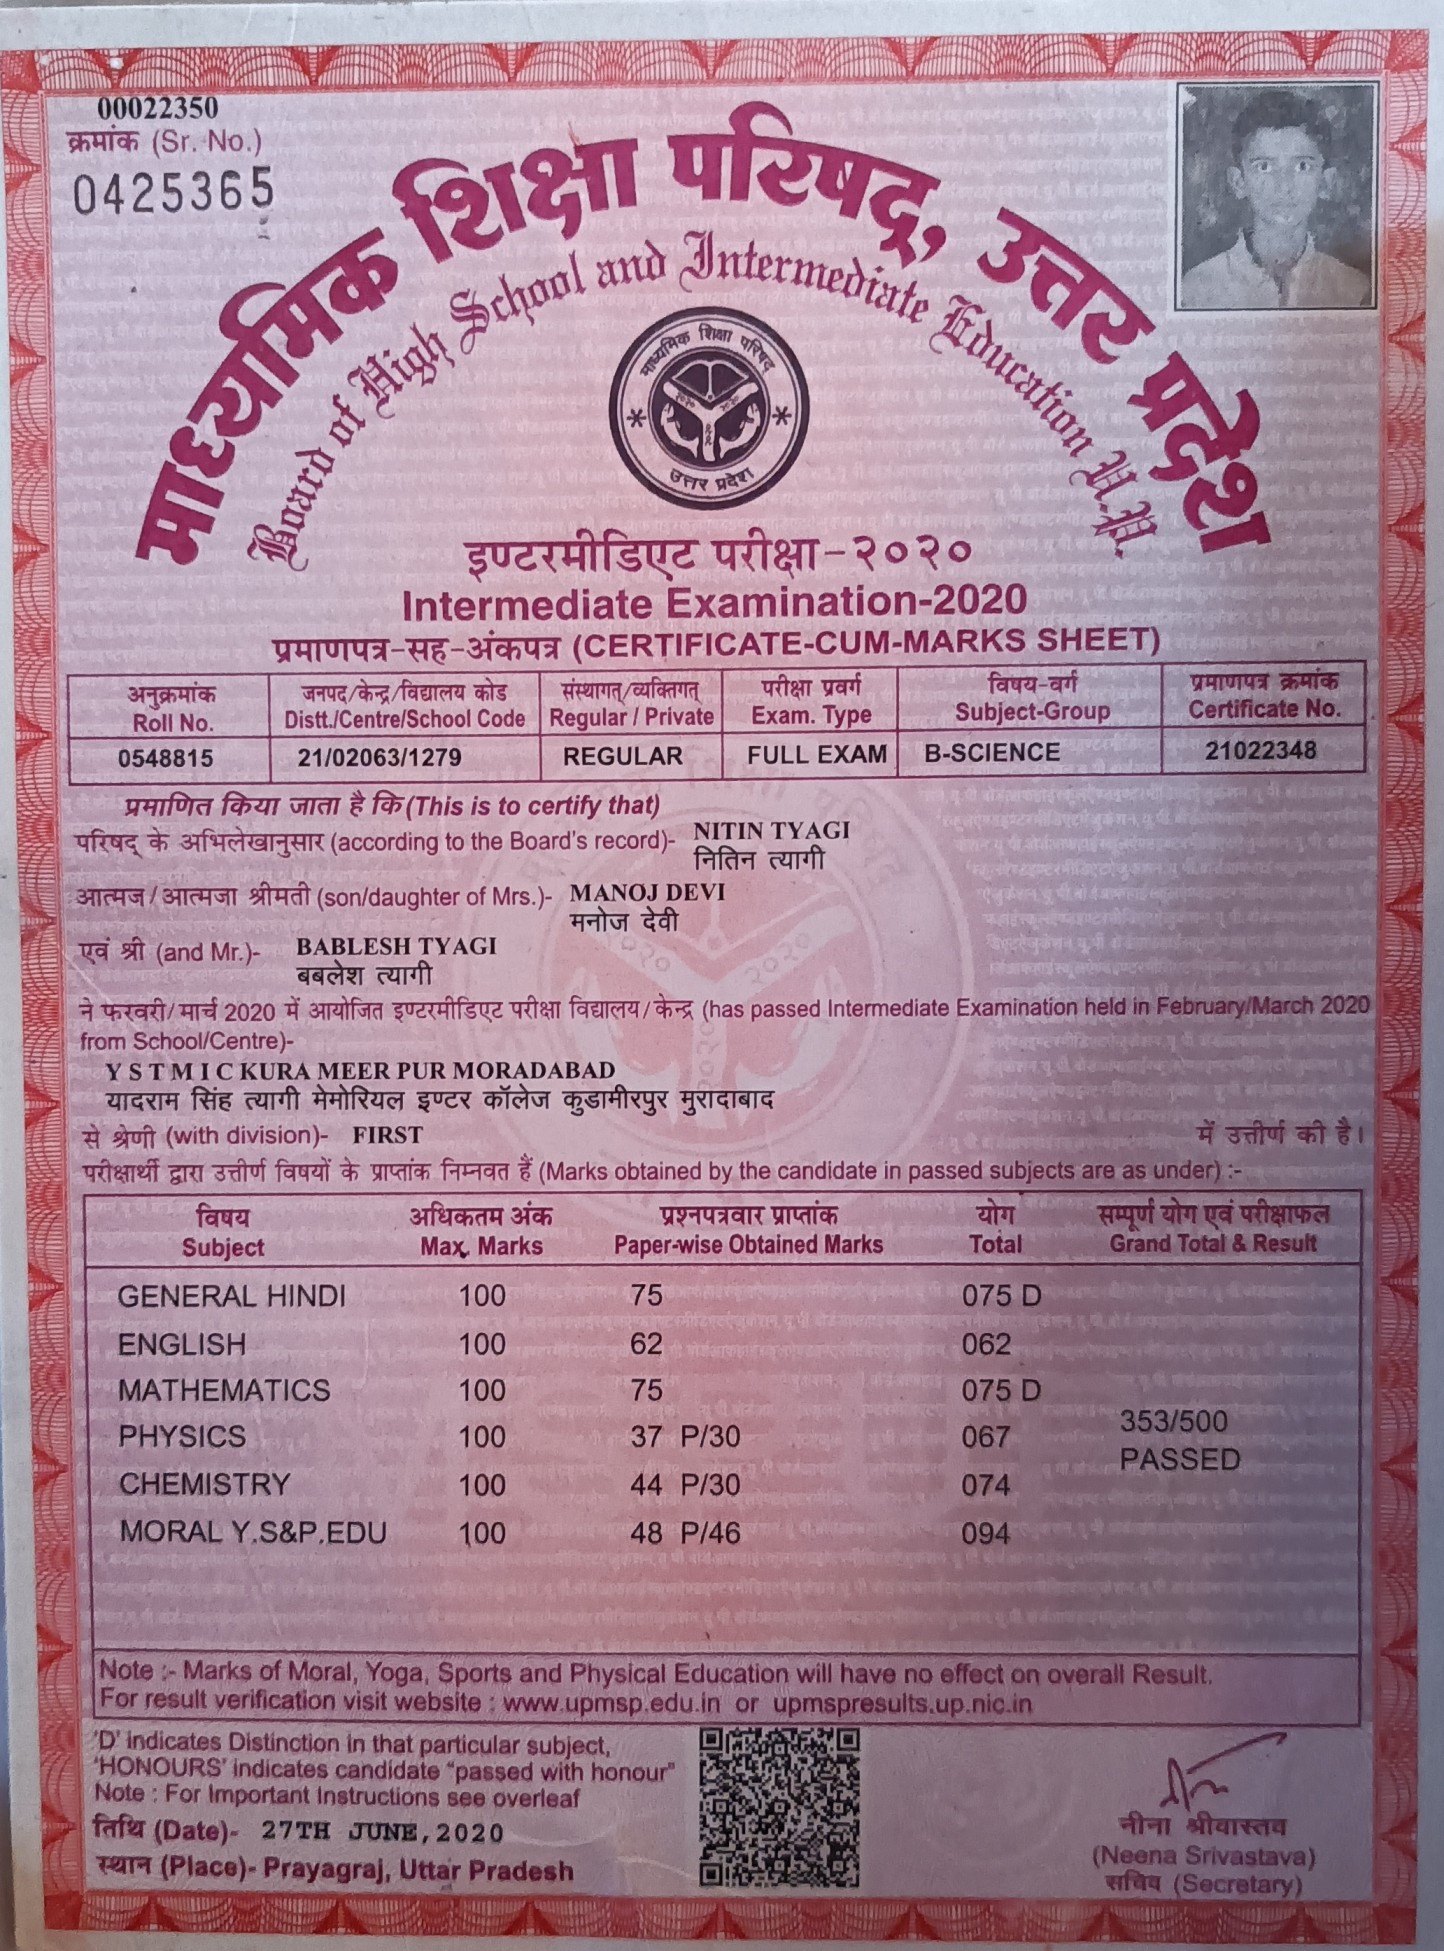 00022350
क्रमांक (Sr. No.)
0425365
माध्यमिक शिक्षा परिषद्, उत्तर प्रदेश
Board of High School and Intermediate Education U.P.
माध्यमिक शिक्षा परिषद
उत्तर प्रदेश
इण्टरमीडिएट परीक्षा-२०२०
Intermediate Examination-2020
प्रमाणपत्र-सह-अंकपत्र (CERTIFICATE-CUM-MARKS SHEET)
अनुक्रमांक जनपद/केन्द्र/विद्यालय कोड संस्थागत्/व्यक्तिगत् परीक्षा प्रवर्ग विषय-वर्ग प्रमाणपत्र क्रमांक
Roll No. Distt./Centre/School Code Regular / Private Exam. Type Subject-Group Certificate No.
0548815 21/02063/1279 REGULAR FULL EXAM B-SCIENCE 21022348
प्रमाणित किया जाता है कि (This is to certify that)
परिषद् के अभिलेखानुसार (according to the Board's record)- NITIN TYAGI
नितिन त्यागी
आत्मज/आत्मजा श्रीमती (son/daughter of Mrs.)- MANOJ DEVI
मनोज देवी
एवं श्री (and Mr.)- BABLESH TYAGI
बबलेश त्यागी
ने फरवरी/मार्च 2020 में आयोजित इण्टरमीडिएट परीक्षा विद्यालय/केन्द्र (has passed Intermediate Examination held in February/March 2020
from School/Centre)-
Y S T M I C KURA MEER PUR MORADABAD
यादराम सिंह त्यागी मेमोरियल इण्टर कॉलेज कुडामीरपुर मुरादाबाद
से श्रेणी (with division)- FIRST में उत्तीर्ण की है।
परीक्षार्थी द्वारा उत्तीर्ण विषयों के प्राप्तांक निम्नवत हैं (Marks obtained by the candidate in passed subjects are as under) :-
विषय अधिकतम अंक प्रश्नपत्रवार प्राप्तांक योग सम्पूर्ण योग एवं परीक्षाफल
Subject Max. Marks Paper-wise Obtained Marks Total Grand Total & Result
GENERAL HINDI 100 75 075 D
ENGLISH 100 62 062
MATHEMATICS 100 75 075 D
353/500
PHYSICS 100 37 P/30 067
PASSED
CHEMISTRY 100 44 P/30 074
MORAL Y.S&P.EDU 100 48 P/46 094
Note :- Marks of Moral, Yoga, Sports and Physical Education will have no effect on overall Result.
For result verification visit website : www.upmsp.edu.in or upmspresults.up.nic.in
'D' indicates Distinction in that particular subject,
'HONOURS' indicates candidate "passed with honour"
Note : For Important Instructions see overleaf
तिथि (Date)- 27TH JUNE, 2020
स्थान (Place)- Prayagraj, Uttar Pradesh
नीना श्रीवास्तव
(Neena Srivastava)
सचिव (Secretary)